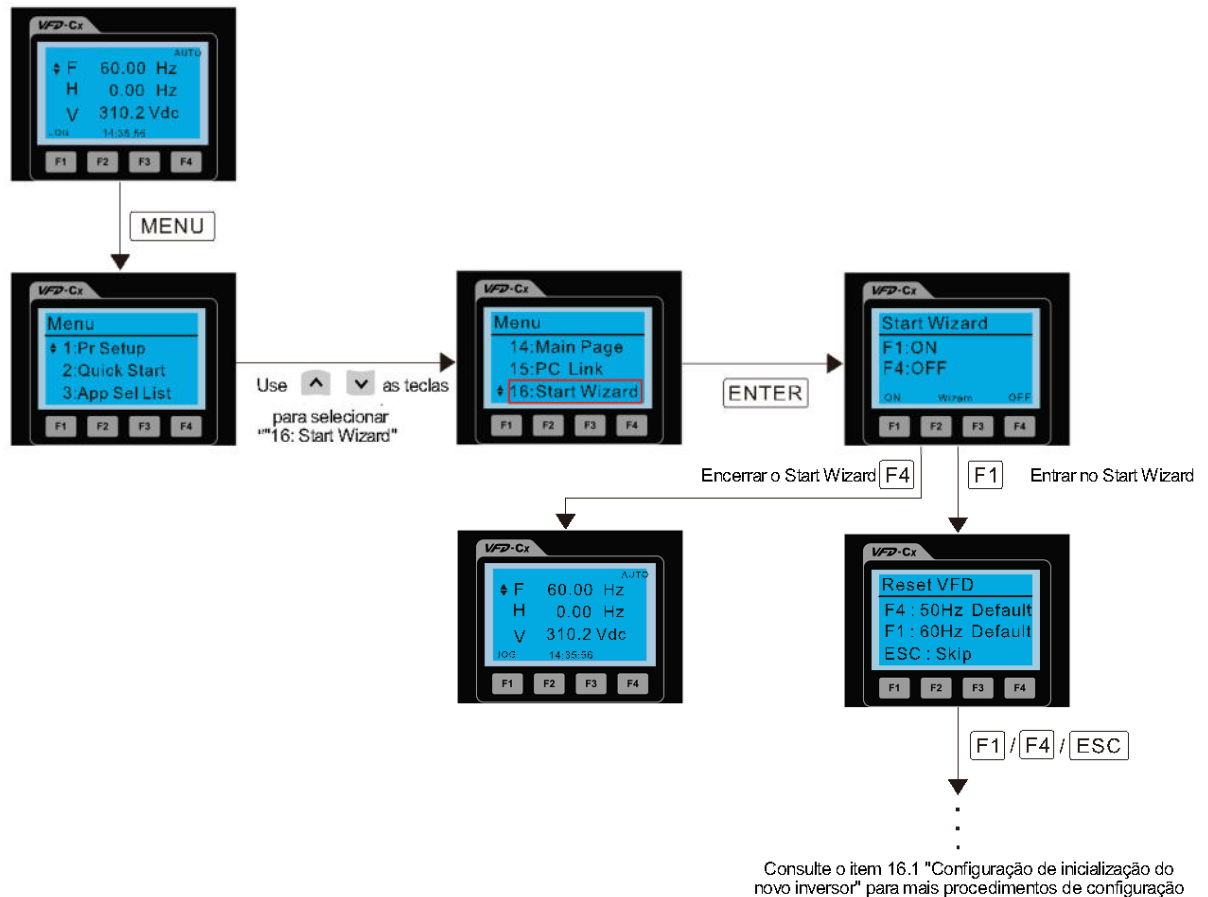 VFD-Cx
AUTO
F 60.00 Hz
H 0.00 Hz
V 310.2 Vdc
14:35:56
F1 F2 F3 F4
MENU
VFD-Cx
Menu
1:Pr Setup
2:Quick Start
3:App Sel List
F1 F2 F3 F4
Use as teclas
para selecionar
""16: Start Wizard"
VFD-Cx
Menu
14:Main Page
15:PC Link
16:Start Wizard
F1 F2 F3 F4
ENTER
VFD-Cx
Start Wizard
F1:ON
F4:OFF
ON OFF
F1 F2 F3 F4
Encerrar o Start Wizard F4
F1 Entrar no Start Wizard
VFD-Cx
AUTO
F 60.00 Hz
H 0.00 Hz
V 310.2 Vdc
JOG 14:35:56
F1 F2 F3 F4
VFD-Cx
Reset VFD
F4 : 50Hz Default
F1 : 60Hz Default
ESC : Skip
F1 F2 F3 F4
F1 / F4 / ESC
Consulte o item 16.1 "Configuração de inicialização do
novo inversor" para mais procedimentos de configuração